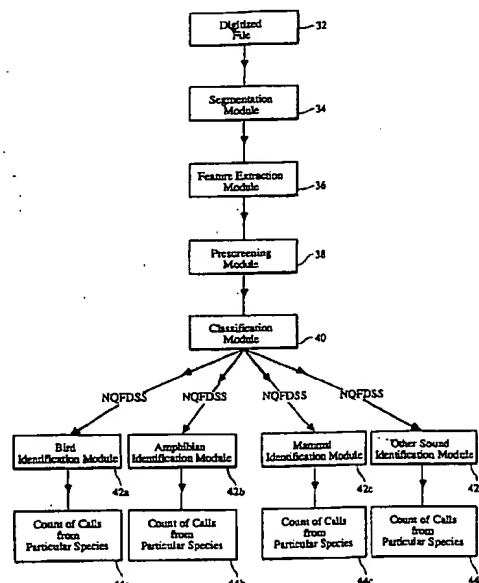 Digitized
File
32
Segmentation
Module
34
Feature Extraction
Module
36
Prescreening
Module
38
Classification
Module
40
NQFDSS
NQFDSS
NQFDSS
NQFDSS
Bird
Identification Module
Amphibian
Identification Module
Mammal
Identification Module
Other Sound
Identification Module
42a
42b
42c
42
Count of Calls
from
Particular Species
Count of Calls
from
Particular Species
Count of Calls
from
Particular Species
Count of Calls
from
Particular Species
44a
44b
44c
44